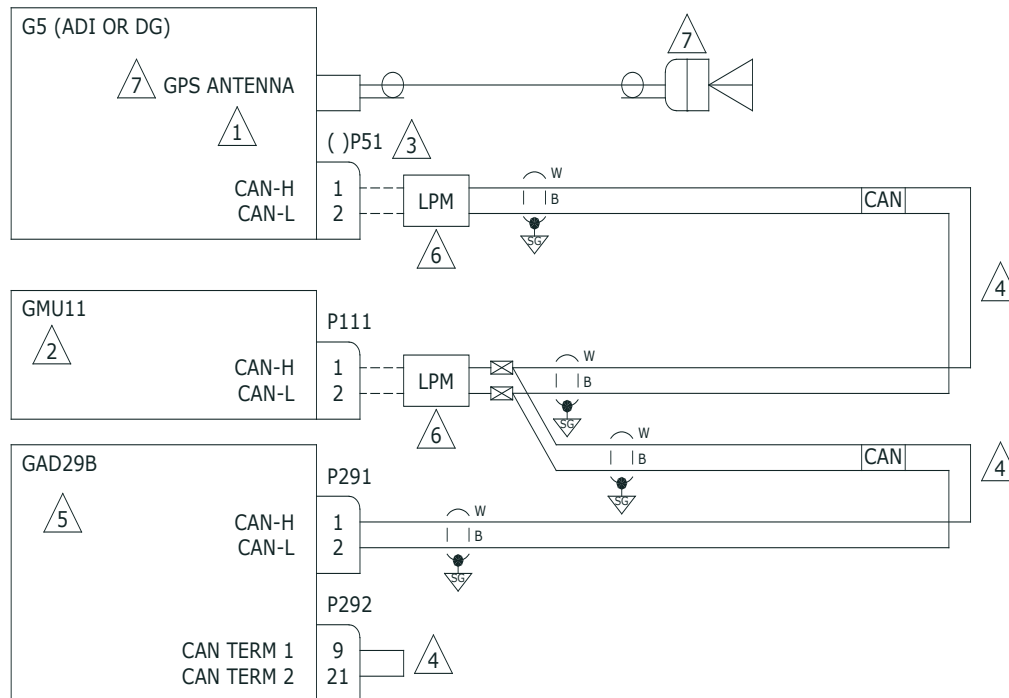 G5 (ADI OR DG)
7 GPS ANTENNA
7
1
( )P51 3
CAN-H 1
CAN-L 2
LPM
W
B
SG
CAN
6
4
GMU11
2
P111
CAN-H 1
CAN-L 2
LPM
W
B
SG
6
W
B
SG
CAN
4
GAD29B
5
P291
CAN-H 1
CAN-L 2
W
B
SG
P292
CAN TERM 1 9
CAN TERM 2 21
4